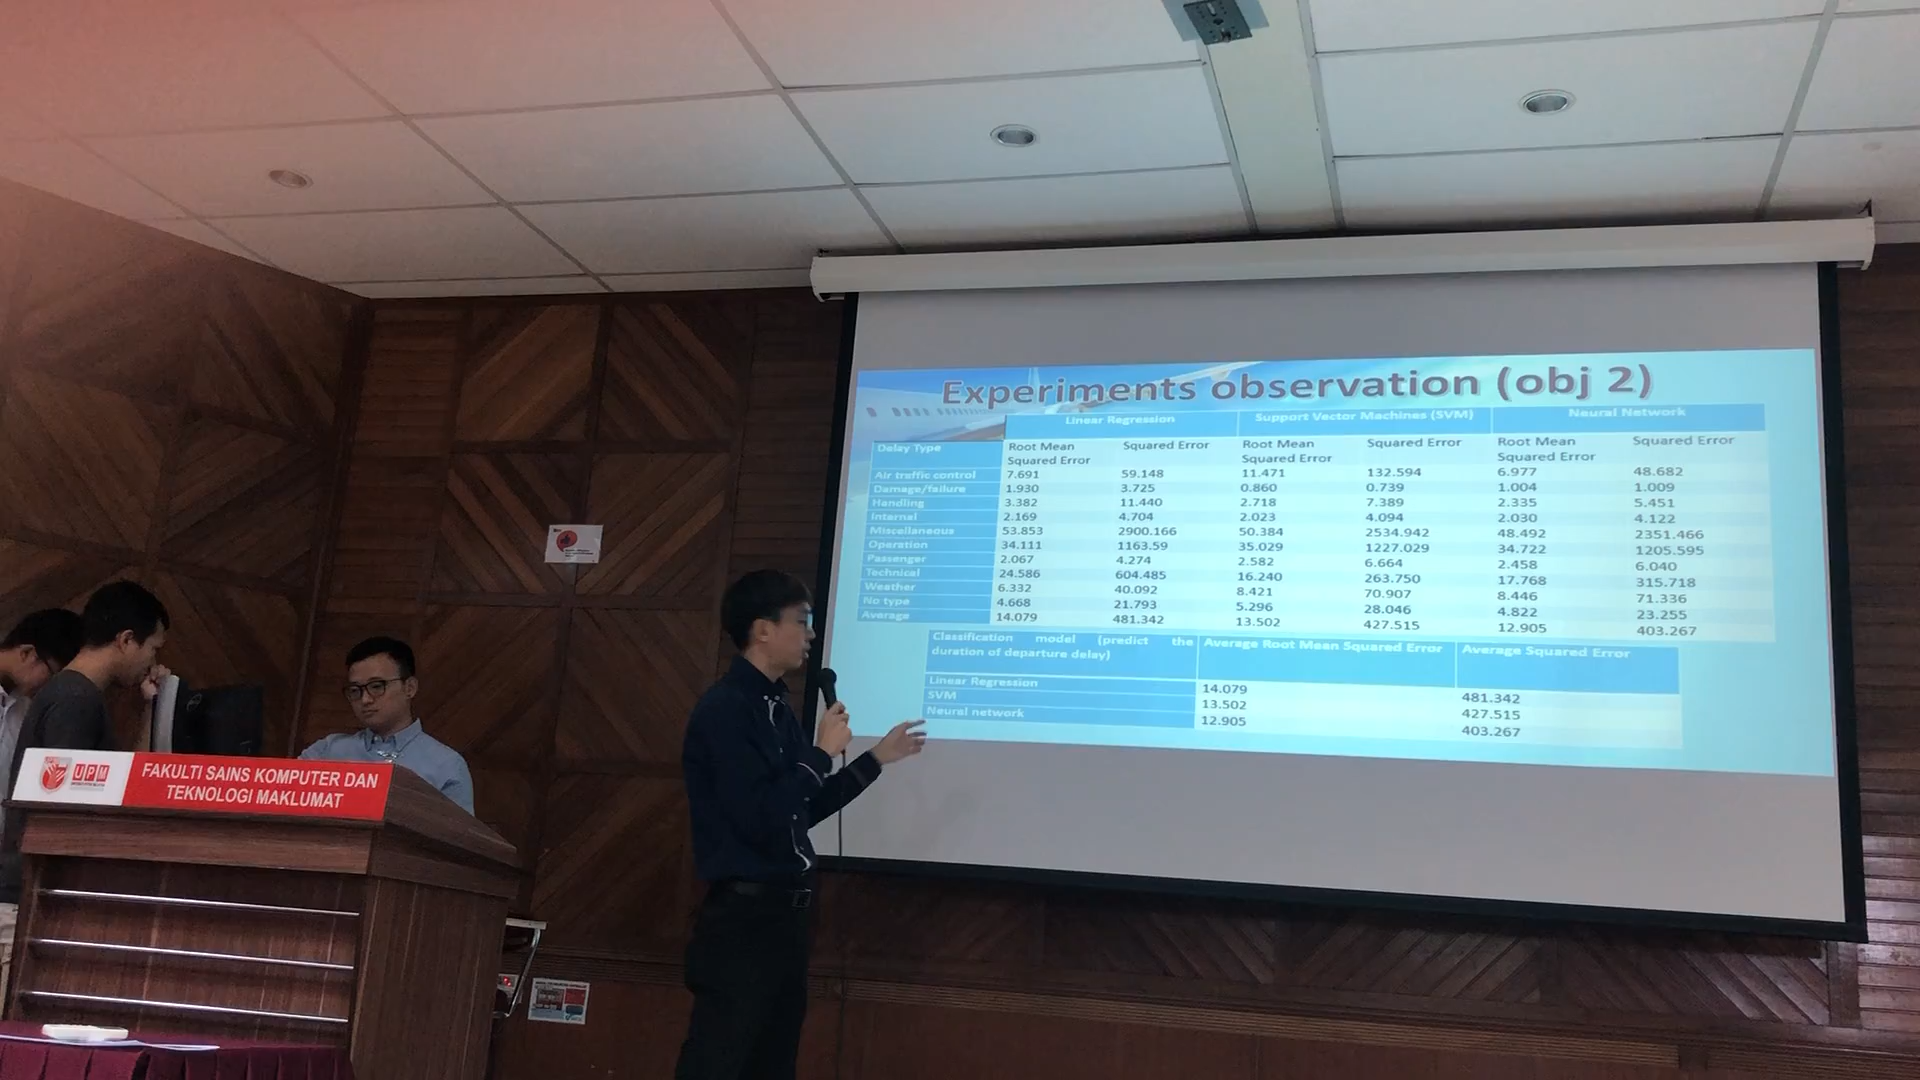 Experiments observation (obj 2)
Linear Regression Support Vector Machines (SVM) Neural Network
Delay Type Root Mean Squared Error Squared Error Root Mean Squared Error Squared Error Root Mean Squared Error Squared Error
Air traffic control 7.691 59.148 11.471 132.594 6.977 48.682
Damage/failure 1.930 3.725 0.860 0.739 1.004 1.009
Handling 3.382 11.440 2.718 7.389 2.335 5.451
Internal 2.169 4.704 2.023 4.094 2.030 4.122
Miscellaneous 53.853 2900.166 50.384 2534.942 48.492 2351.466
Operation 34.111 1163.59 35.029 1227.029 34.722 1205.595
Passenger 2.067 4.274 2.582 6.664 2.458 6.040
Technical 24.586 604.485 16.240 263.750 17.768 315.718
Weather 6.332 40.092 8.421 70.907 8.446 71.336
No type 4.668 21.793 5.296 28.046 4.822 23.255
Average 14.079 481.342 13.502 427.515 12.905 403.267
Classification model (predict the
duration of departure delay)
Average Root Mean Squared Error Average Squared Error
Linear Regression 14.079 481.342
SVM 13.502 427.515
Neural network 12.905 403.267
UPM
FAKULTI SAINS KOMPUTER DAN
TEKNOLOGI MAKLUMAT